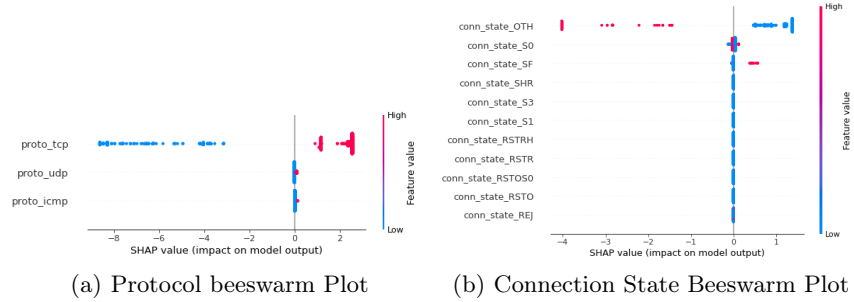 High
proto_tcp
proto_udp
proto_icmp
Feature value
Low
−8
−6
−4
−2
0
2
SHAP value (impact on model output)
(a) Protocol beeswarm Plot
High
conn_state_OTH
conn_state_S0
conn_state_SF
conn_state_SHR
conn_state_S3
conn_state_S1
conn_state_RSTRH
conn_state_RSTR
conn_state_RSTOS0
conn_state_RSTO
conn_state_REJ
Feature value
Low
−4
−3
−2
−1
0
1
SHAP value (impact on model output)
(b) Connection State Beeswarm Plot